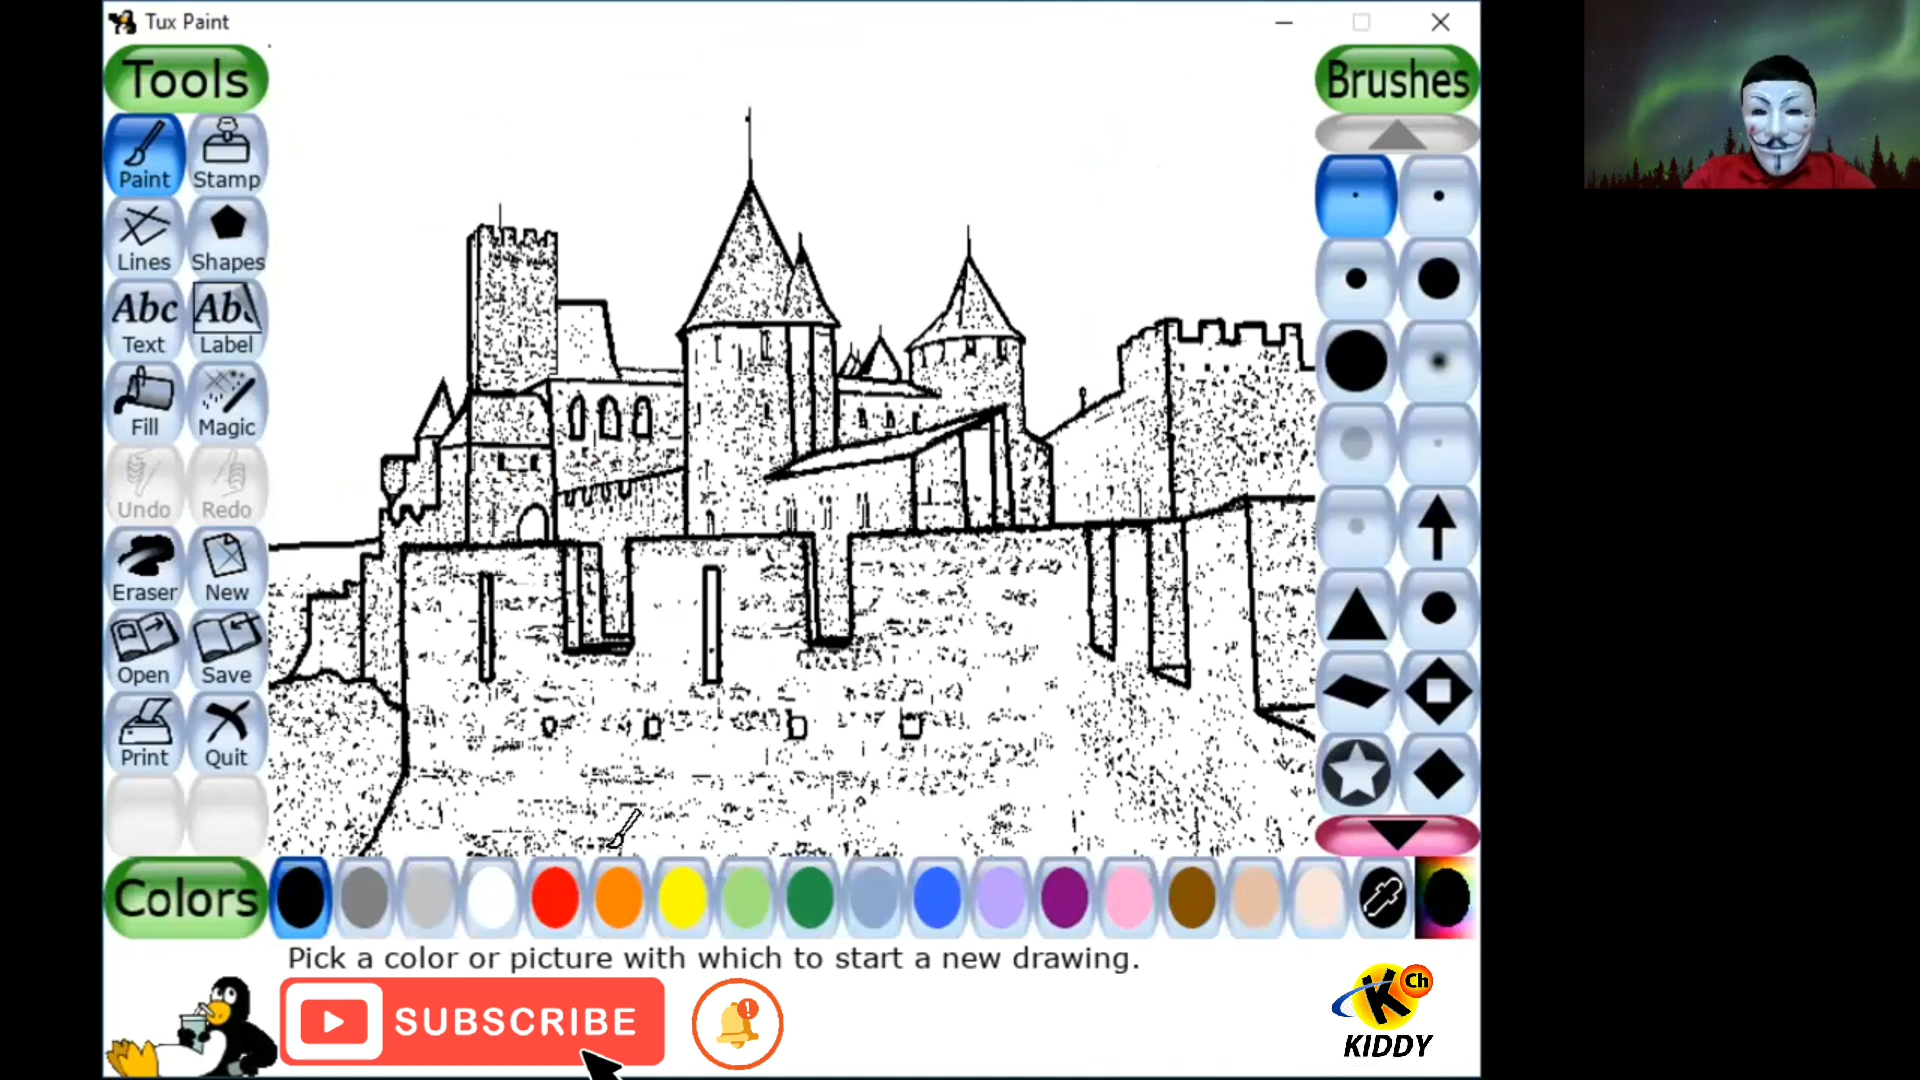 Tux Paint
Tools
Brushes
Paint
Stamp
Lines
Shapes
Abc
Abc
Text
Label
Fill
Magic
Undo
Redo
Eraser
New
Open
Save
Print
Quit
Colors
Pick a color or picture with which to start a new drawing.
SUBSCRIBE
K Ch
KIDDY